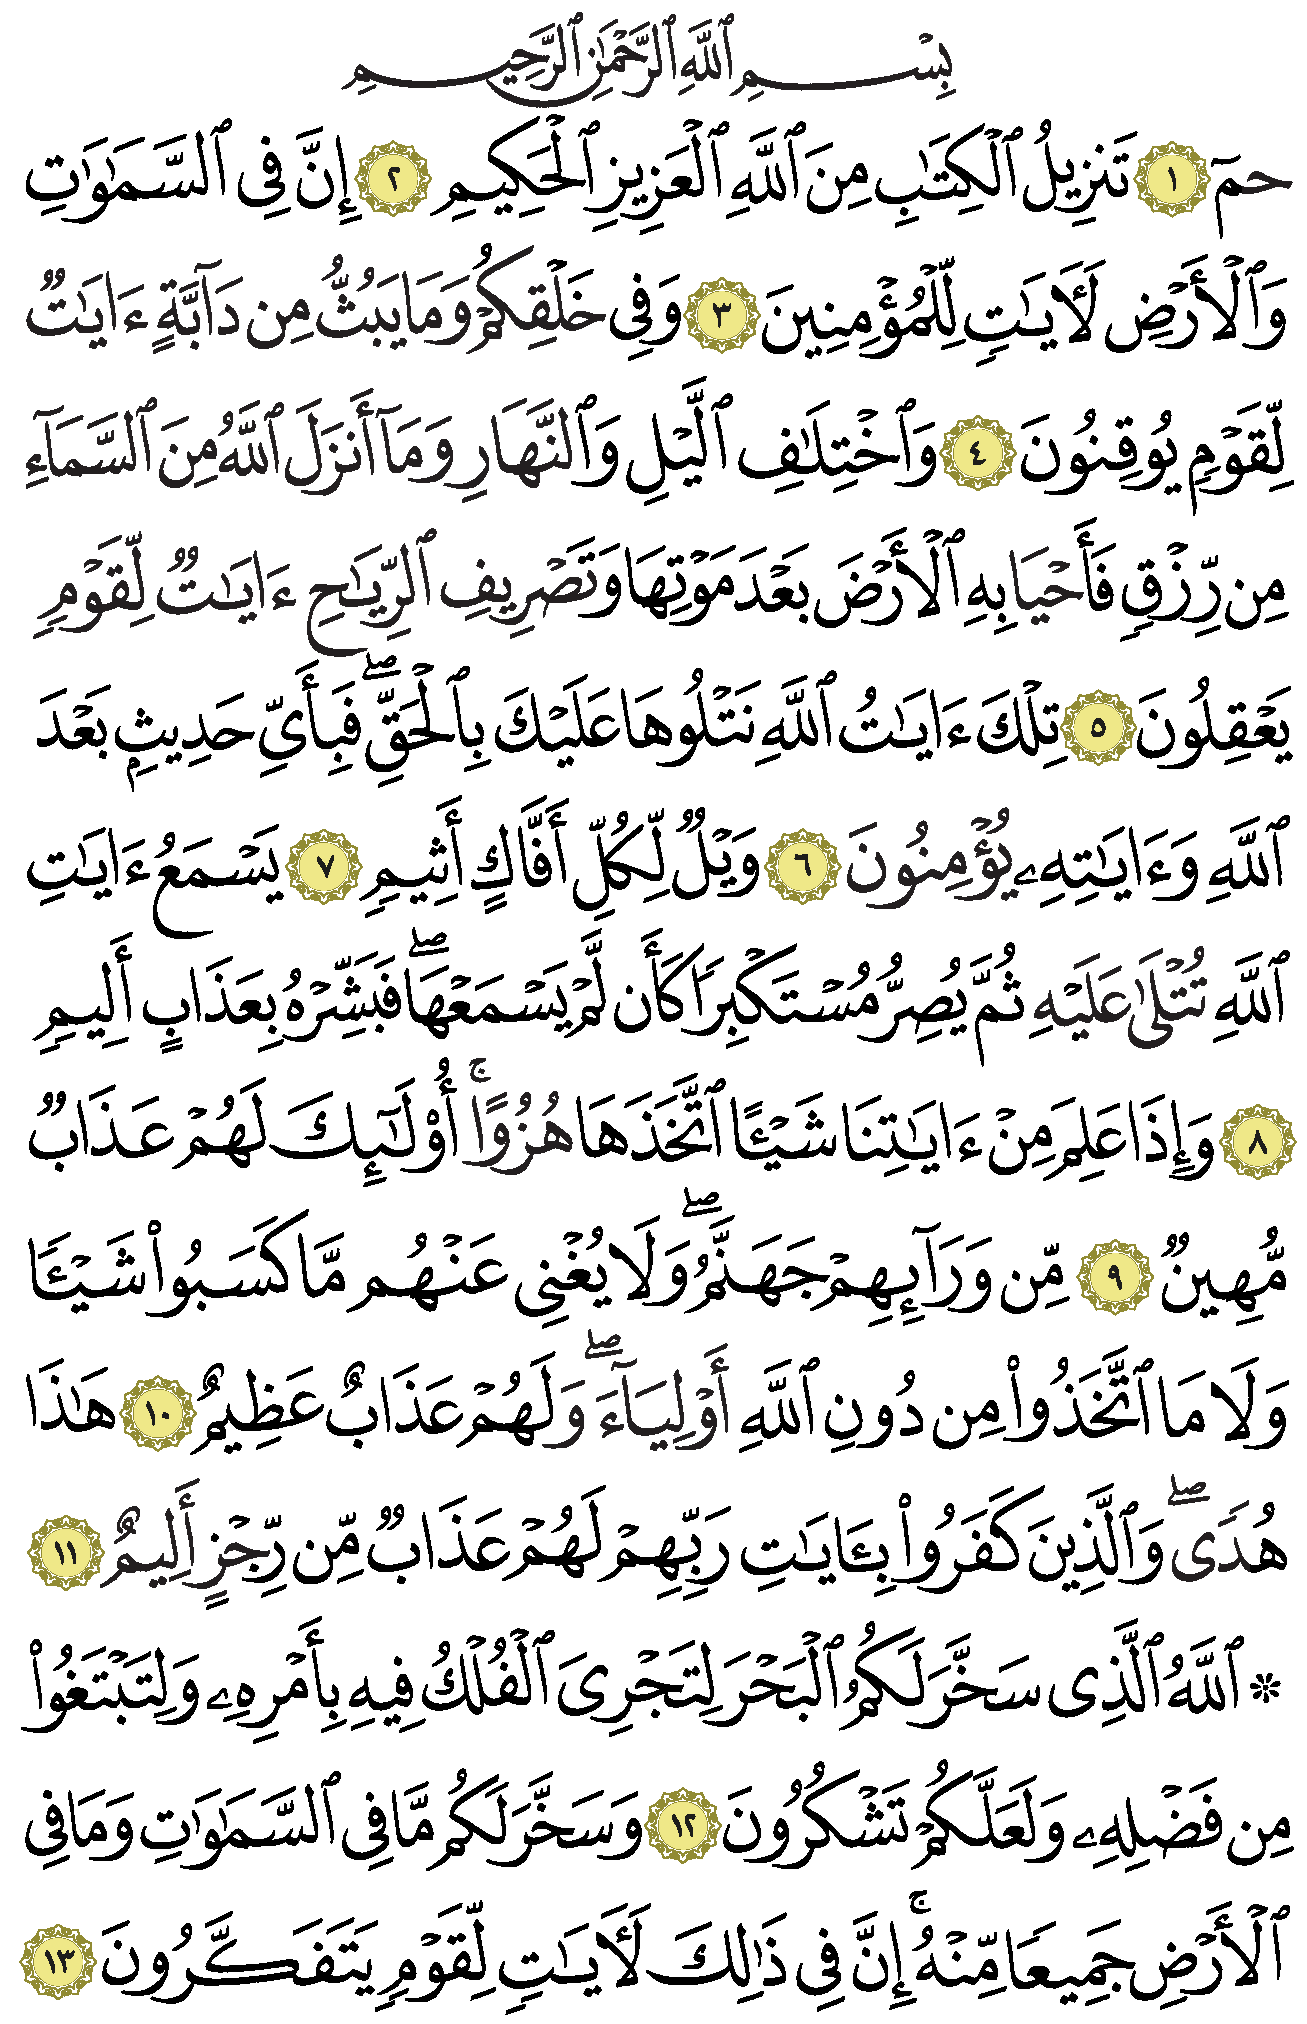 بِسْمِ ٱللَّهِ ٱلرَّحْمَٰنِ ٱلرَّحِيمِ
حمٓ ١ تَنزِيلُ ٱلْكِتَٰبِ مِنَ ٱللَّهِ ٱلْعَزِيزِ ٱلْحَكِيمِ ٢ إِنَّ فِى ٱلسَّمَٰوَٰتِ
وَٱلْأَرْضِ لَءَايَٰتٍ لِّلْمُؤْمِنِينَ ٣ وَفِى خَلْقِكُمْ وَمَا يَبُثُّ مِن دَآبَّةٍ ءَايَٰتٌ
لِّقَوْمٍ يُوقِنُونَ ٤ وَٱخْتِلَٰفِ ٱلَّيْلِ وَٱلنَّهَارِ وَمَآ أَنزَلَ ٱللَّهُ مِنَ ٱلسَّمَآءِ
مِن رِّزْقٍ فَأَحْيَا بِهِ ٱلْأَرْضَ بَعْدَ مَوْتِهَا وَتَصْرِيفِ ٱلرِّيَٰحِ ءَايَٰتٌ لِّقَوْمٍ
يَعْقِلُونَ ٥ تِلْكَ ءَايَٰتُ ٱللَّهِ نَتْلُوهَا عَلَيْكَ بِٱلْحَقِّ ۖ فَبِأَىِّ حَدِيثٍۭ بَعْدَ
ٱللَّهِ وَءَايَٰتِهِۦ يُؤْمِنُونَ ٦ وَيْلٌ لِّكُلِّ أَفَّاكٍ أَثِيمٍ ٧ يَسْمَعُ ءَايَٰتِ
ٱللَّهِ تُتْلَىٰ عَلَيْهِ ثُمَّ يُصِرُّ مُسْتَكْبِرًا كَأَن لَّمْ يَسْمَعْهَا ۖ فَبَشِّرْهُ بِعَذَابٍ أَلِيمٍ
٨ وَإِذَا عَلِمَ مِنْ ءَايَٰتِنَا شَيْـًٔا ٱتَّخَذَهَا هُزُوًا ۚ أُو۟لَٰٓئِكَ لَهُمْ عَذَابٌ
مُّهِينٌ ٩ مِّن وَرَآئِهِمْ جَهَنَّمُ ۖ وَلَا يُغْنِى عَنْهُم مَّا كَسَبُوا۟ شَيْـًٔا
وَلَا مَا ٱتَّخَذُوا۟ مِن دُونِ ٱللَّهِ أَوْلِيَآءَ ۖ وَلَهُمْ عَذَابٌ عَظِيمٌ ١٠ هَٰذَا
هُدًى ۖ وَٱلَّذِينَ كَفَرُوا۟ بِـَٔايَٰتِ رَبِّهِمْ لَهُمْ عَذَابٌ مِّن رِّجْزٍ أَلِيمٌ ١١
۞ ٱللَّهُ ٱلَّذِى سَخَّرَ لَكُمُ ٱلْبَحْرَ لِتَجْرِىَ ٱلْفُلْكُ فِيهِ بِأَمْرِهِۦ وَلِتَبْتَغُوا۟
مِن فَضْلِهِۦ وَلَعَلَّكُمْ تَشْكُرُونَ ١٢ وَسَخَّرَ لَكُم مَّا فِى ٱلسَّمَٰوَٰتِ وَمَا فِى
ٱلْأَرْضِ جَمِيعًا مِّنْهُ ۚ إِنَّ فِى ذَٰلِكَ لَءَايَٰتٍ لِّقَوْمٍ يَتَفَكَّرُونَ ١٣